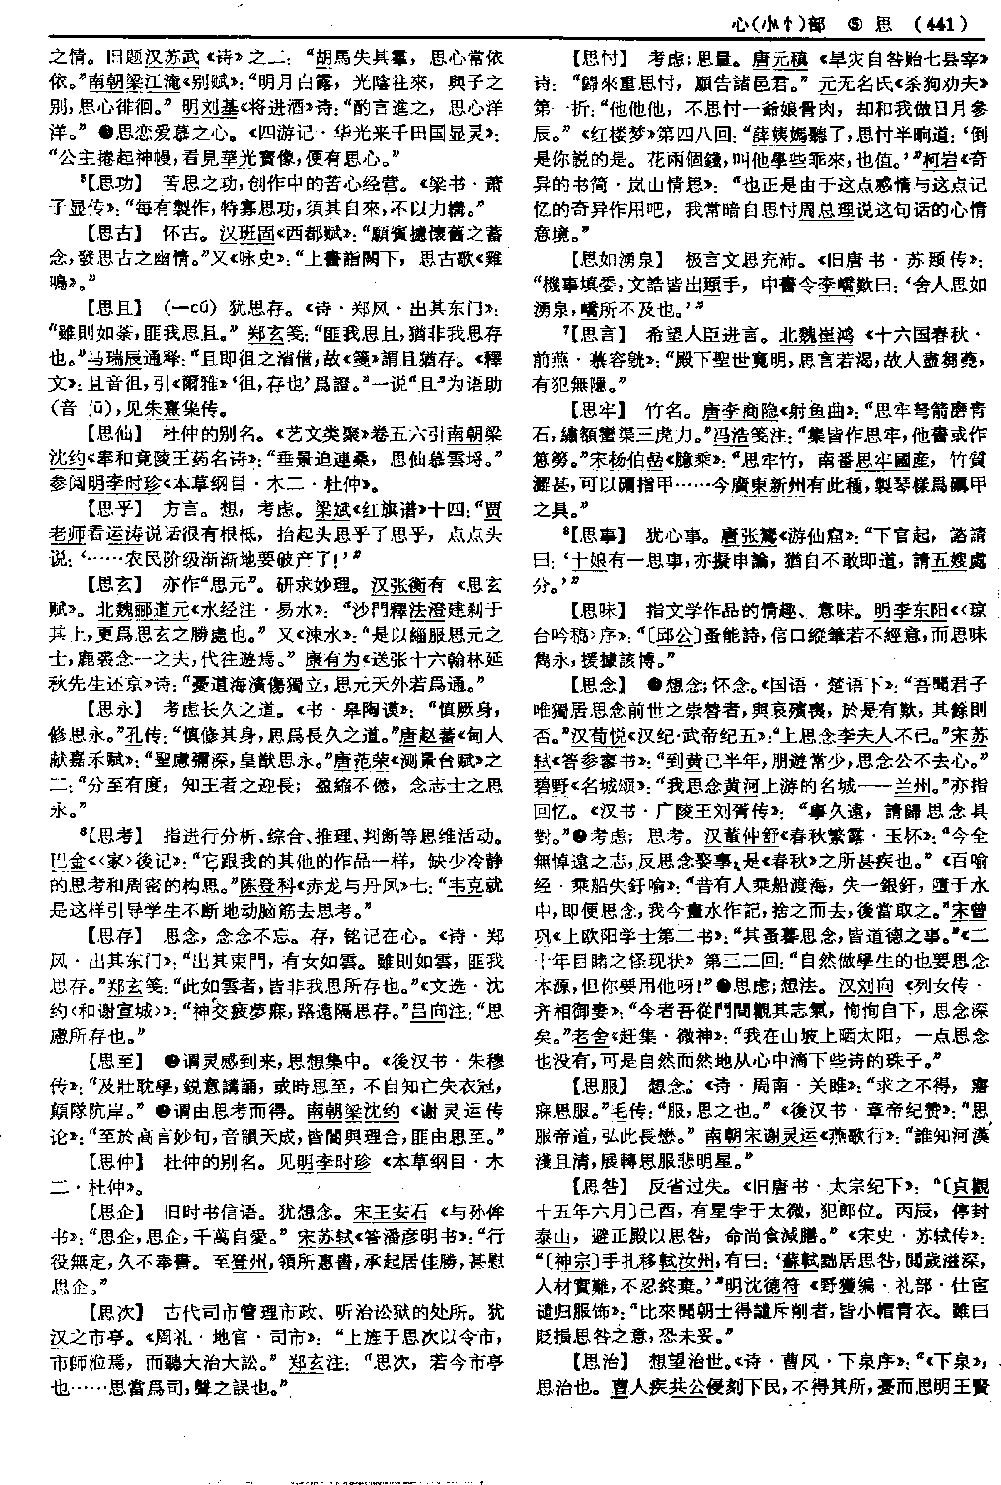 心(小忄)部 ⑤ 思 (441)
之情。旧题汉苏武《诗》之二：“胡馬失其羣，思心常依
依。”南朝梁江淹《别赋》：“明月白露，光陰往來，與子之
别，思心徘徊。”明刘基《将进酒》诗：“酌言進之，思心洋
洋。”❸思恋爱慕之心。《四游记·华光来千田国显灵》：
“公主捲起神幔，看見華光寶像，便有思心。”
⁵【思功】 苦思之功，创作中的苦心经营。《梁书·萧
子显传》：“每有製作，特寡思功，須其自來，不以力構。”
【思古】 怀古。汉班固《西都赋》：“願賓攄懷舊之蓄
念，發思古之幽情。”又《咏史》：“上書詣闕下，思古歌《雞
鳴》。”
【思且】 (—cú) 犹思存。《诗·郑风·出其东门》：
“雖則如荼，匪我思且。”郑玄笺：“匪我思且，猶非我思存
也。”马瑞辰通释：“且即徂之渻借，故《箋》謂且猶存。《釋
文》：且音徂，引《爾雅》‘徂，存也’爲證。”一说“且”为语助
(音jū)，见朱熹集传。
【思仙】 杜仲的别名。《艺文类聚》卷五六引南朝梁
沈约《奉和竟陵王药名诗》：“垂景迫連桑，思仙慕雲埒。”
参阅明李时珍《本草纲目·木二·杜仲》。
【思乎】 方言。想，考虑。梁斌《红旗谱》十四：“贾
老师看运涛说话很有根柢，抬起头思乎了思乎，点点头
说：‘……农民阶级渐渐地要破产了！’”
【思玄】 亦作“思元”。研求妙理。汉张衡有《思玄
赋》。北魏郦道元《水经注·易水》：“沙門釋法澄建刹于
其上，更爲思玄之勝處也。”又《涑水》：“是以緇服思元之
士，鹿裘念一之夫，代往遊焉。”康有为《送张十六翰林延
秋先生还京》诗：“憂道海濱傷獨立，思元天外若爲通。”
【思永】 考虑长久之道。《书·皋陶谟》：“慎厥身，
修思永。”孔传：“慎修其身，思爲長久之道。”唐赵蕃《甸人
献嘉禾赋》：“聖慮禰深，皇猷思永。”唐范荣《测景台赋》之
二：“分至有度，知王者之迎長；盈縮不愆，念志士之思
永。”
⁶【思考】 指进行分析、综合、推理、判断等思维活动。
巴金《〈家〉後记》：“它跟我的其他的作品一样，缺少冷静
的思考和周密的构思。”陈登科《赤龙与丹凤》七：“韦克就
是这样引导学生不断地动脑筋去思考。”
【思存】 思念，念念不忘。存，铭记在心。《诗·郑
风·出其东门》：“出其東門，有女如雲。雖則如雲，匪我
思存。”郑玄笺：“此如雲者，皆非我思所存也。”《文选·沈
约〈和谢宣城〉》：“神交疲夢寐，路遠隔思存。”吕向注：“思
慮所存也。”
【思至】 ❶谓灵感到来，思想集中。《後汉书·朱穆
传》：“及壯耽學，鋭意講誦，或時思至，不自知亡失衣冠，
顛隊阬岸。”❷谓由思考而得。南朝梁沈约《谢灵运传
论》：“至於高言妙句，音韻天成，皆闇與理合，匪由思至。”
【思仲】 杜仲的别名。见明李时珍《本草纲目·木
二·杜仲》。
【思企】 旧时书信语。犹想念。宋王安石《与孙侔
书》：“思企，思企，千萬自愛。”宋苏轼《答潘彦明书》：“行
役無定，久不奉書。至登州，領所惠書，承起居佳勝，甚慰
思企。”
【思次】 古代司市管理市政、听治讼狱的处所。犹
汉之市亭。《周礼·地官·司市》：“上旌于思次以令市，
市師涖焉，而聽大治大訟。”郑玄注：“思次，若今市亭
也……思當爲司，聲之誤也。”
【思忖】 考虑；思量。唐元稹《旱灾自咎贻七县宰》
诗：“歸來重思忖，願告諸邑君。”元无名氏《杀狗劝夫》
第一折：“他他他，不思忖一爺娘骨肉，却和我做日月參
辰。”《红楼梦》第四八回：“薛姨媽聽了，思忖半晌道：‘倒
是你説的是。花兩個錢，叫他學些乖來，也值。’”柯岩《奇
异的书简·岚山情思》：“也正是由于这点感情与这点记
忆的奇异作用吧，我常暗自思忖周总理说这句话的心情
意境。”
【思如湧泉】 极言文思充沛。《旧唐书·苏颋传》：
“機事填委，文誥皆出頲手，中書令李嶠歎曰：‘舍人思如
湧泉，嶠所不及也。’”
⁷【思言】 希望人臣进言。北魏崔鸿《十六国春秋·
前燕·慕容皝》：“殿下聖世寬明，思言若渴，故人盡芻蕘，
有犯無隱。”
【思牢】 竹名。唐李商隐《射鱼曲》：“思牢弩箭磨青
石，繡額蠻渠三虎力。”冯浩笺注：“集皆作思牢，他書或作
䈚簩。”宋杨伯嵒《臆乘》：“思牢竹，南番思牢國産，竹質
澀甚，可以礪指甲……今廣東新州有此種，製琴樣爲礪甲
之具。”
⁸【思事】 犹心事。唐张鷟《游仙窟》：“下官起，諮請
曰：‘十娘有一思事，亦擬申論，猶自不敢即道，請五嫂處
分。’”
【思味】 指文学作品的情趣、意味。明李东阳《〈琼
台吟稿〉序》：“〔邱公〕蚤能詩，信口縱筆若不經意，而思味
雋永，援據該博。”
【思念】 ❶想念；怀念。《国语·楚语下》：“吾聞君子
唯獨居思念前世之崇替者，與哀殯喪，於是有歎，其餘則
否。”汉荀悦《汉纪·武帝纪五》：“上思念李夫人不已。”宋苏
轼《答参寥书》：“到黄已半年，朋遊常少，思念公不去心。”
碧野《名城颂》：“我思念黄河上游的名城——兰州。”亦指
回忆。《汉书·广陵王刘胥传》：“事久遠，請歸思念具
對。”❷考虑；思考。汉董仲舒《春秋繁露·玉杯》：“今全
無悼遠之志，反思念娶事，是《春秋》之所甚疾也。”《百喻
经·乘船失釪喻》：“昔有人乘船渡海，失一銀釪，墮于水
中，即便思念，我今畫水作記，捨之而去，後當取之。”宋曾
巩《上欧阳学士第二书》：“其蚤暮思念，皆道德之事。”《二
十年目睹之怪现状》第三二回：“自然做學生的也要思念
本源，但你要用他呀！”❸思虑；想法。汉刘向《列女传·
齐相御妻》：“今者吾從門間觀其志氣，恂恂自下，思念深
矣。”老舍《赶集·微神》：“我在山坡上晒太阳，一点思念
也没有，可是自然而然地从心中滴下些诗的珠子。”
【思服】 想念。《诗·周南·关雎》：“求之不得，寤
寐思服。”毛传：“服，思之也。”《後汉书·章帝纪赞》：“思
服帝道，弘此長懋。”南朝宋谢灵运《燕歌行》：“誰知河漢
淺且清，展轉思服悲明星。”
【思咎】 反省过失。《旧唐书·太宗纪下》：“〔貞觀
十五年六月〕己酉，有星孛于太微，犯郎位。丙辰，停封
泰山，避正殿以思咎，命尚食減膳。”《宋史·苏轼传》：
“〔神宗〕手扎移軾汝州，有曰：‘蘇軾黜居思咎，閲歲滋深，
人材實難，不忍終棄。’”明沈德符《野獲编·礼部·仕宦
谴归服饰》：“比來聞朝士得譴斥削者，皆小帽青衣。雖曰
貶損思咎之意，恐未妥。”
【思治】 想望治世。《诗·曹风·下泉序》：“《下泉》，
思治也。曹人疾共公侵刻下民，不得其所，憂而思明王賢